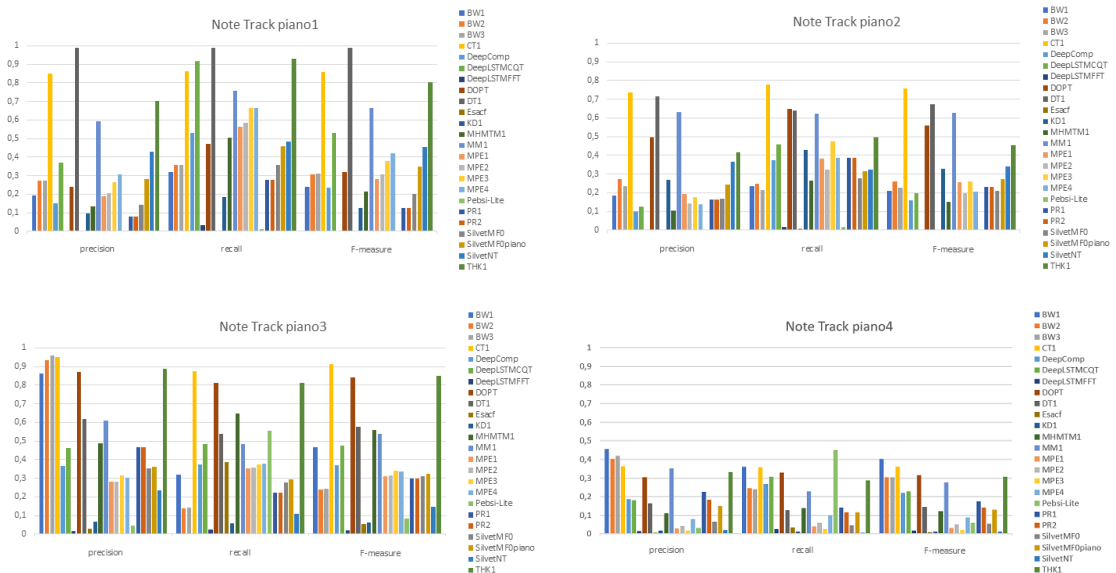 Note Track piano1
1
0,9
0,8
0,7
0,6
0,5
0,4
0,3
0,2
0,1
0
precision
recall
F-measure
BW1
BW2
BW3
CT1
DeepComp
DeepLSTMCQT
DeepLSTMFFT
DOPT
DT1
Esacf
KD1
MHMTM1
MM1
MPE1
MPE2
MPE3
MPE4
Pebsi-Lite
PR1
PR2
SilvetMF0
SilvetMF0piano
SilvetNT
THK1
Note Track piano2
1
0,9
0,8
0,7
0,6
0,5
0,4
0,3
0,2
0,1
0
precision
recall
F-measure
BW1
BW2
BW3
CT1
DeepComp
DeepLSTMCQT
DeepLSTMFFT
DOPT
DT1
Esacf
KD1
MHMTM1
MM1
MPE1
MPE2
MPE3
MPE4
Pebsi-Lite
PR1
PR2
SilvetMF0
SilvetMF0piano
SilvetNT
THK1
Note Track piano3
1
0,9
0,8
0,7
0,6
0,5
0,4
0,3
0,2
0,1
0
precision
recall
F-measure
BW1
BW2
BW3
CT1
DeepComp
DeepLSTMCQT
DeepLSTMFFT
DOPT
DT1
Esacf
KD1
MHMTM1
MM1
MPE1
MPE2
MPE3
MPE4
Pebsi-Lite
PR1
PR2
SilvetMF0
SilvetMF0piano
SilvetNT
THK1
Note Track piano4
1
0,9
0,8
0,7
0,6
0,5
0,4
0,3
0,2
0,1
0
precision
recall
F-measure
BW1
BW2
BW3
CT1
DeepComp
DeepLSTMCQT
DeepLSTMFFT
DOPT
DT1
Esacf
KD1
MHMTM1
MM1
MPE1
MPE2
MPE3
MPE4
Pebsi-Lite
PR1
PR2
SilvetMF0
SilvetMF0piano
SilvetNT
THK1